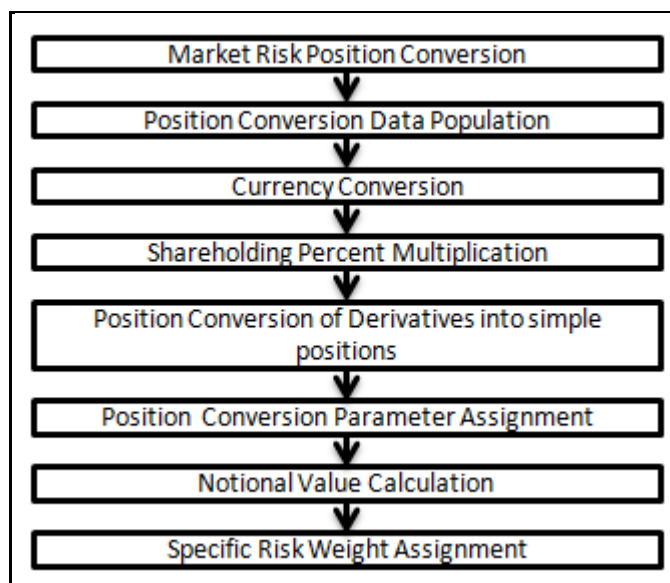 Market Risk Position Conversion
Position Conversion Data Population
Currency Conversion
Shareholding Percent Multiplication
Position Conversion of Derivatives into simple
positions
Position Conversion Parameter Assignment
Notional Value Calculation
Specific Risk Weight Assignment